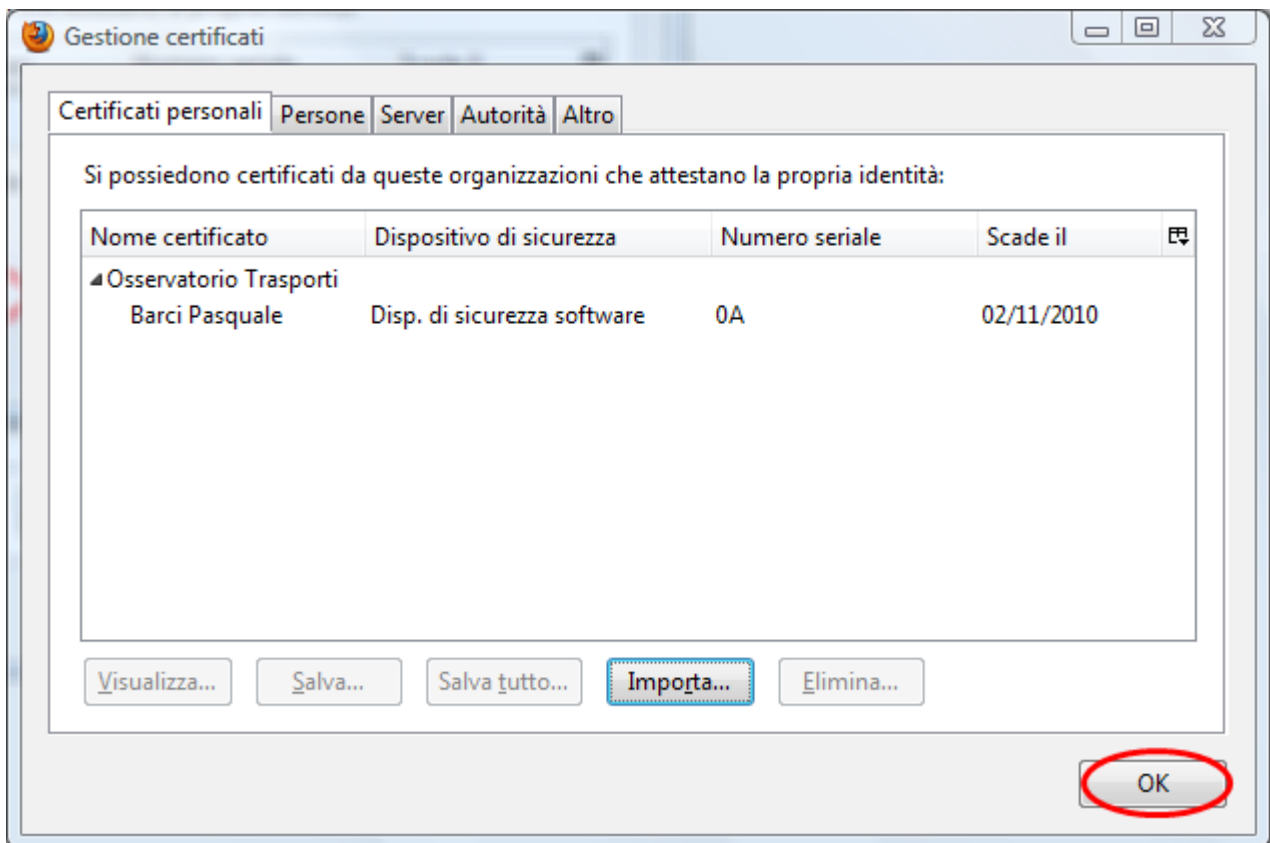 Gestione certificati
Certificati personali Persone Server Autorità Altro
Si possiedono certificati da queste organizzazioni che attestano la propria identità:
Nome certificato Dispositivo di sicurezza Numero seriale Scade il
Osservatorio Trasporti
Barci Pasquale Disp. di sicurezza software 0A 02/11/2010
Visualizza... Salva... Salva tutto... Importa... Elimina...
OK